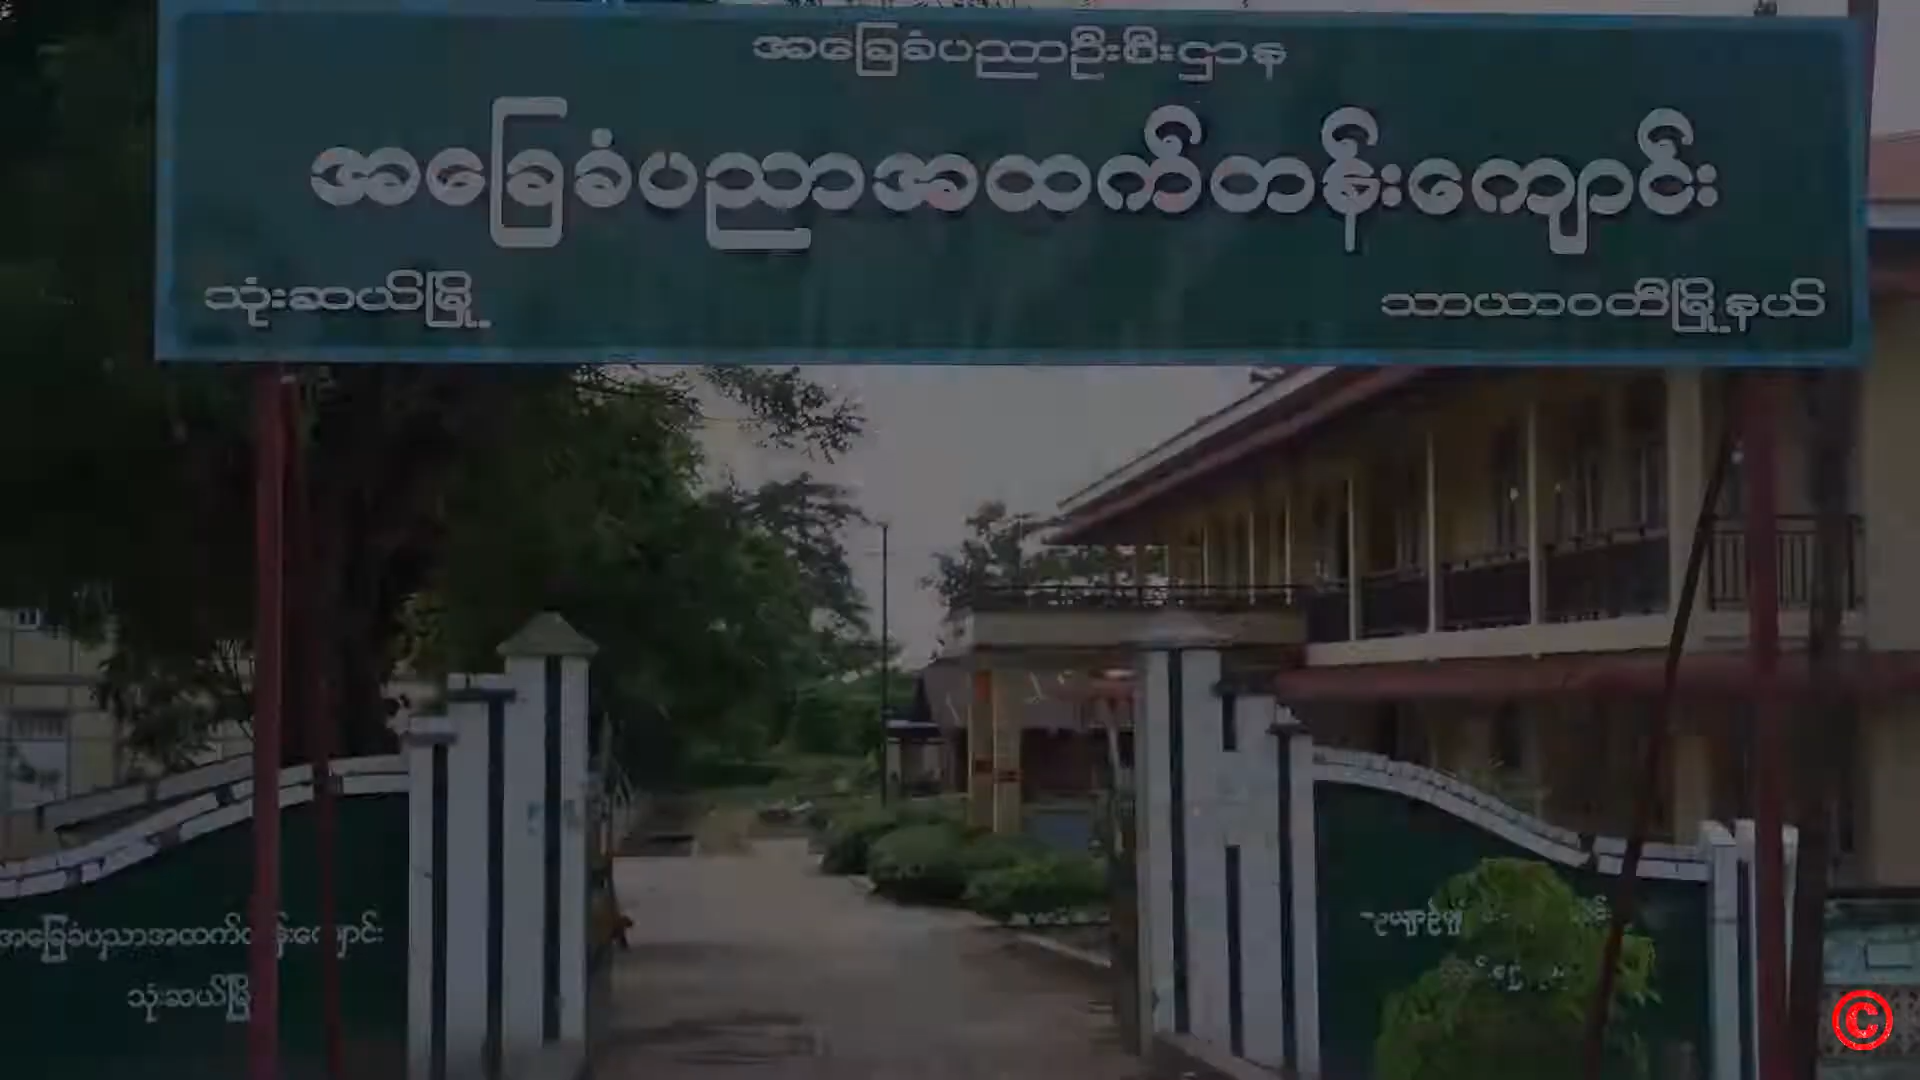 အခြေခံပညာဦးစီးဌာန
အခြေခံပညာအထက်တန်းကျောင်း
သုံးဆယ်မြို့
သာယာဝတီမြို့နယ်
အခြေခံပညာအထက်တန်းကျောင်း
သုံးဆယ်မြို့
©